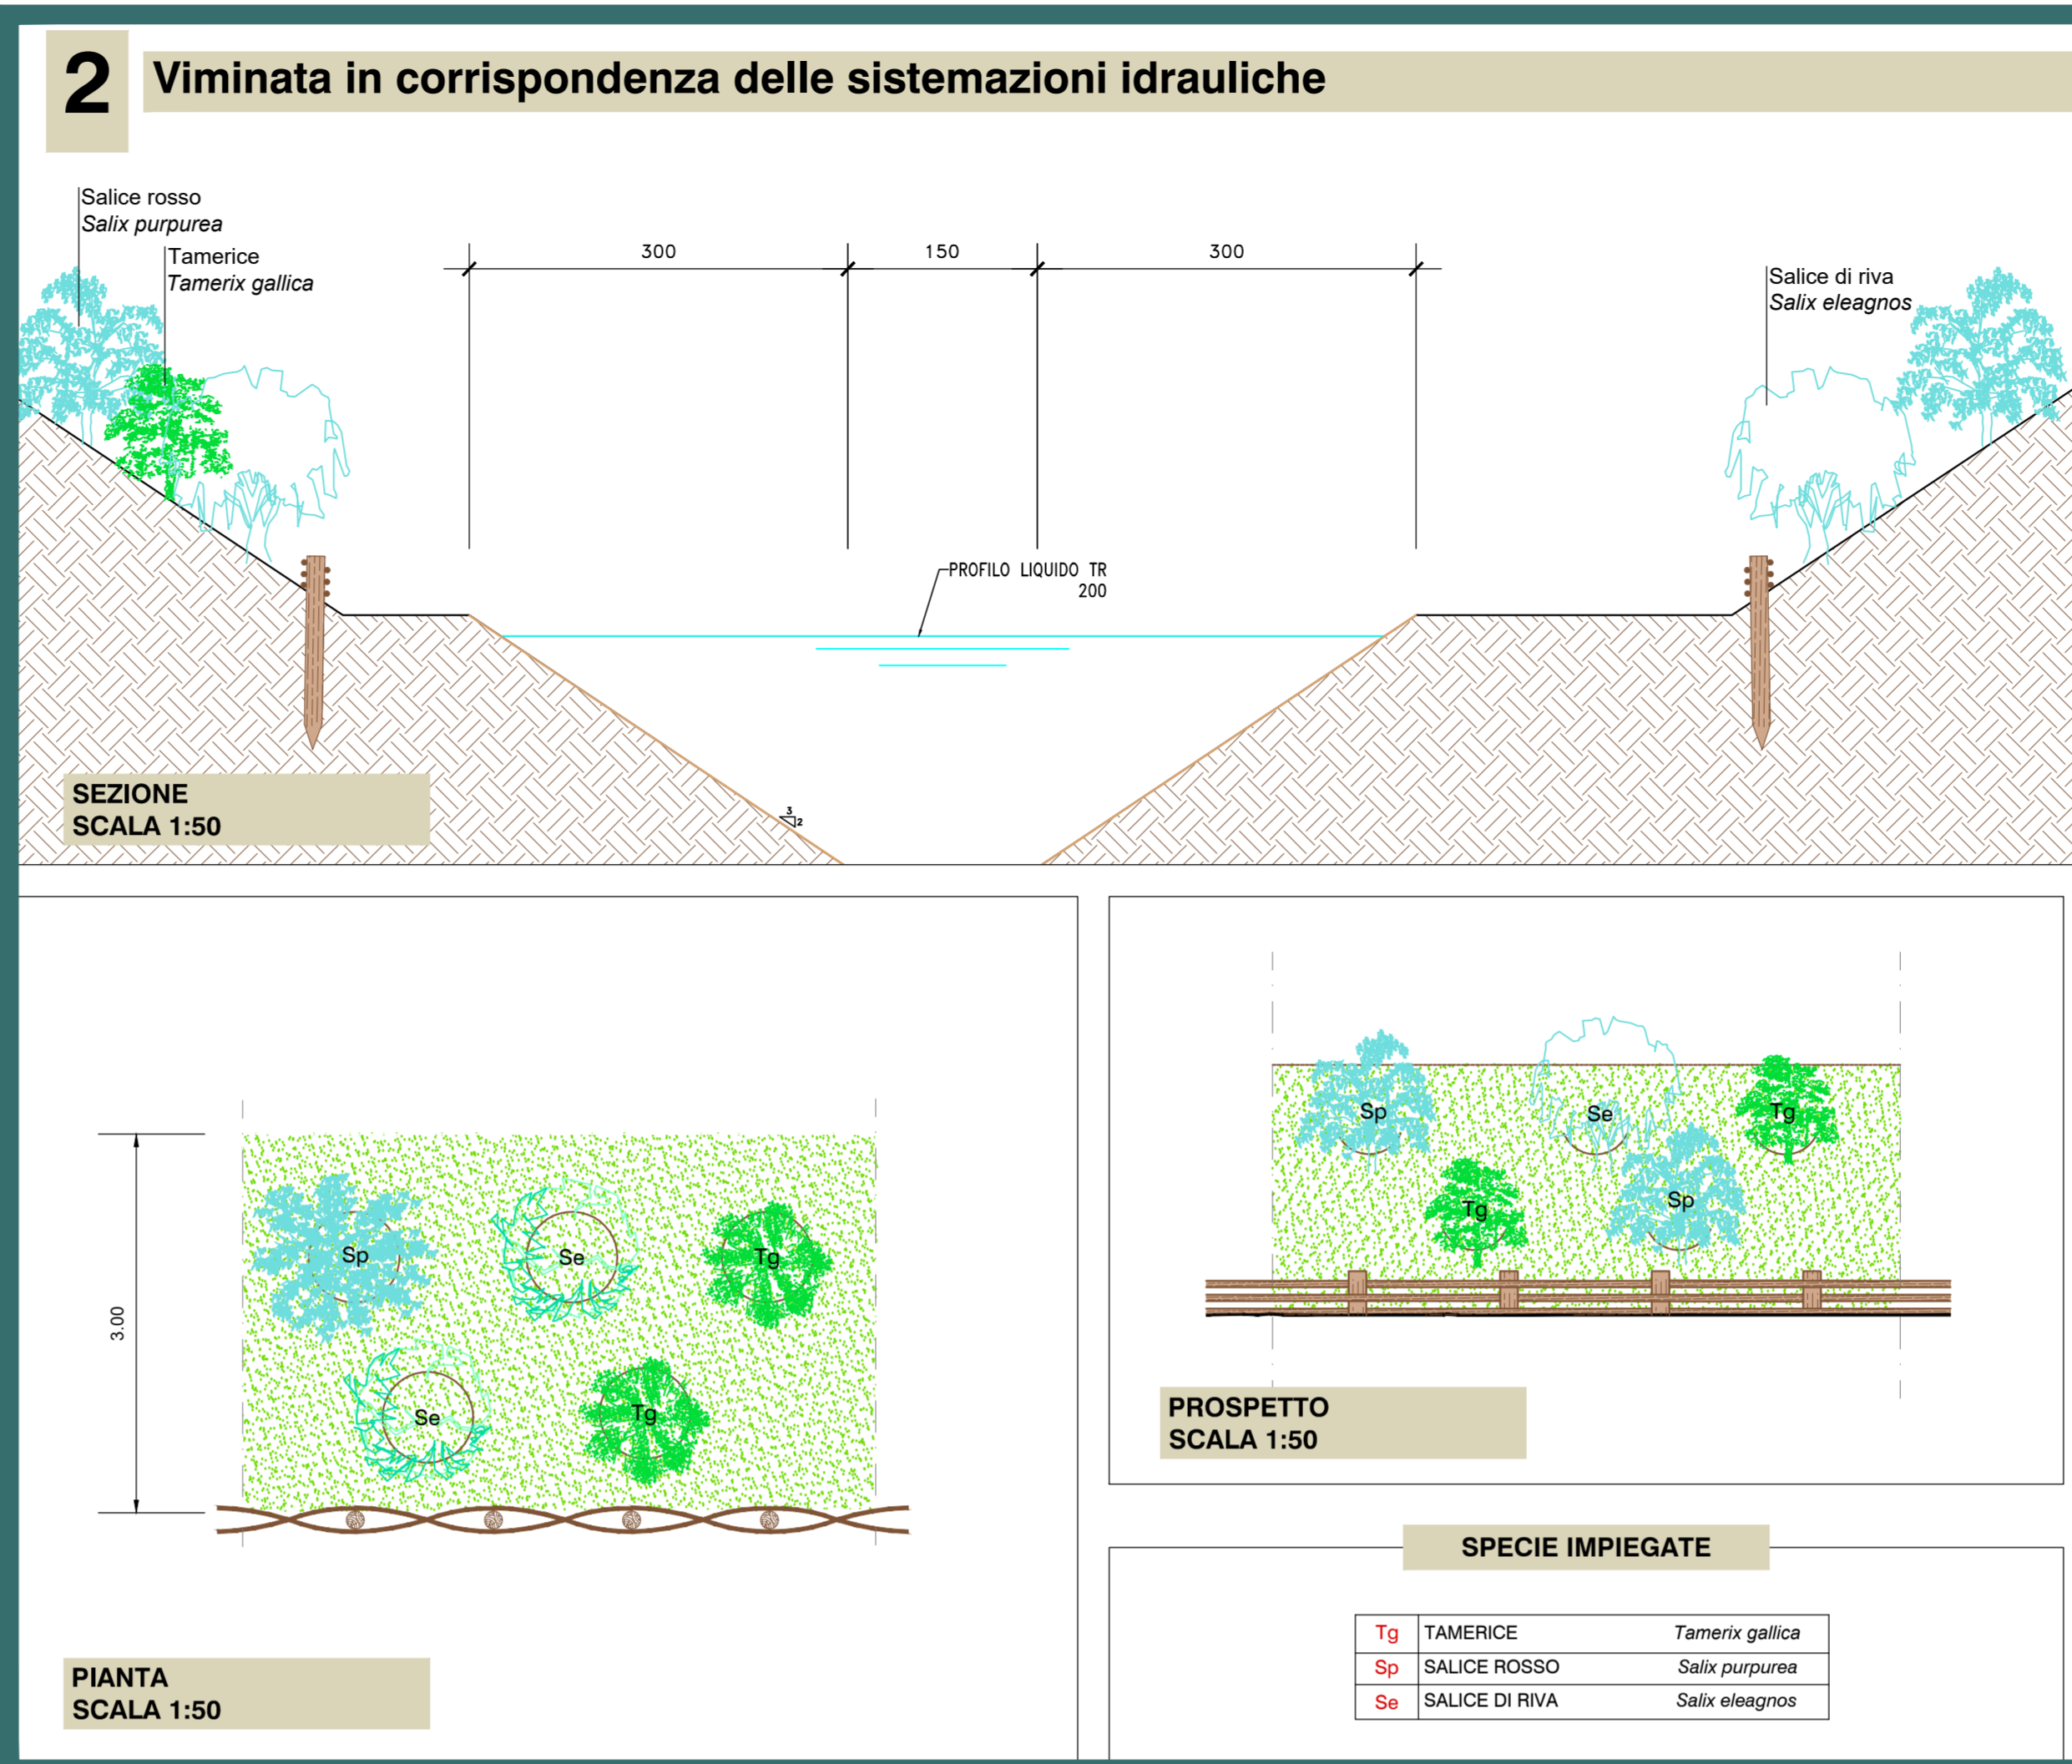 2
Viminata in corrispondenza delle sistemazioni idrauliche
Salice rosso
Salix purpurea
Tamerice
Tamerix gallica
300
150
300
Salice di riva
Salix eleagnos
PROFILO LIQUIDO TR
200
3
2
SEZIONE
SCALA 1:50
3.00
Sp
Se
Tg
Se
Tg
PIANTA
SCALA 1:50
Sp
Se
Tg
Tg
Sp
PROSPETTO
SCALA 1:50
SPECIE IMPIEGATE
Tg TAMERICE Tamerix gallica
Sp SALICE ROSSO Salix purpurea
Se SALICE DI RIVA Salix eleagnos